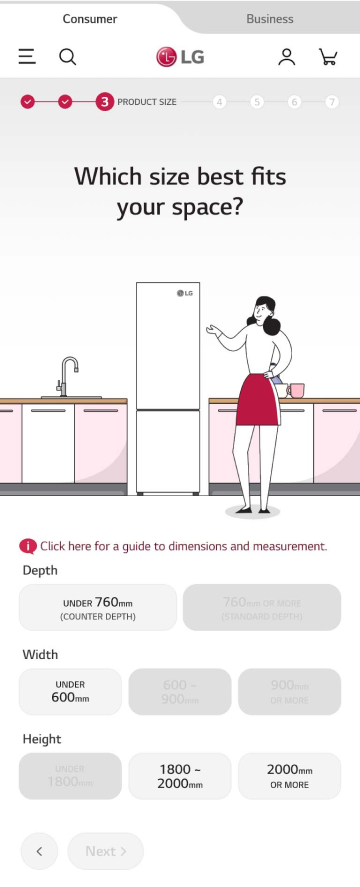 Consumer
Business
LG
3 PRODUCT SIZE 4 5 6 7
Which size best fits
your space?
LG
i Click here for a guide to dimensions and measurement.
Depth
UNDER 760mm
(COUNTER DEPTH)
760mm OR MORE
(STANDARD DEPTH)
Width
UNDER
600mm
600 ~
900mm
900mm
OR MORE
Height
UNDER
1800mm
1800 ~
2000mm
2000mm
OR MORE
< Next >